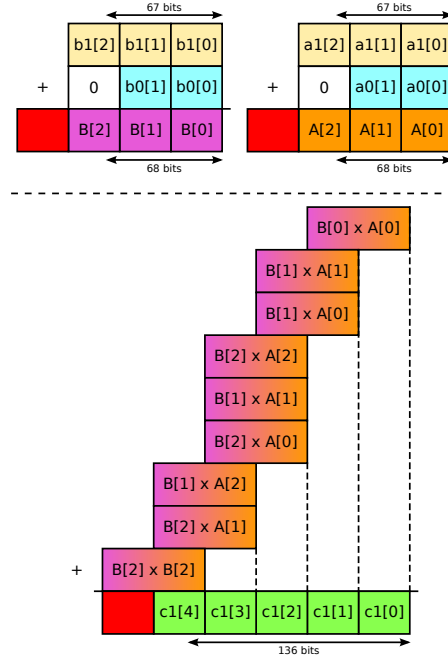 67 bits
67 bits
b1[2] b1[1] b1[0]
a1[2] a1[1] a1[0]
+ 0 b0[1] b0[0]
+ 0 a0[1] a0[0]
B[2] B[1] B[0]
A[2] A[1] A[0]
68 bits
68 bits
B[0] x A[0]
B[1] x A[1]
B[1] x A[0]
B[2] x A[2]
B[1] x A[1]
B[2] x A[0]
B[1] x A[2]
B[2] x A[1]
+ B[2] x B[2]
c1[4] c1[3] c1[2] c1[1] c1[0]
136 bits